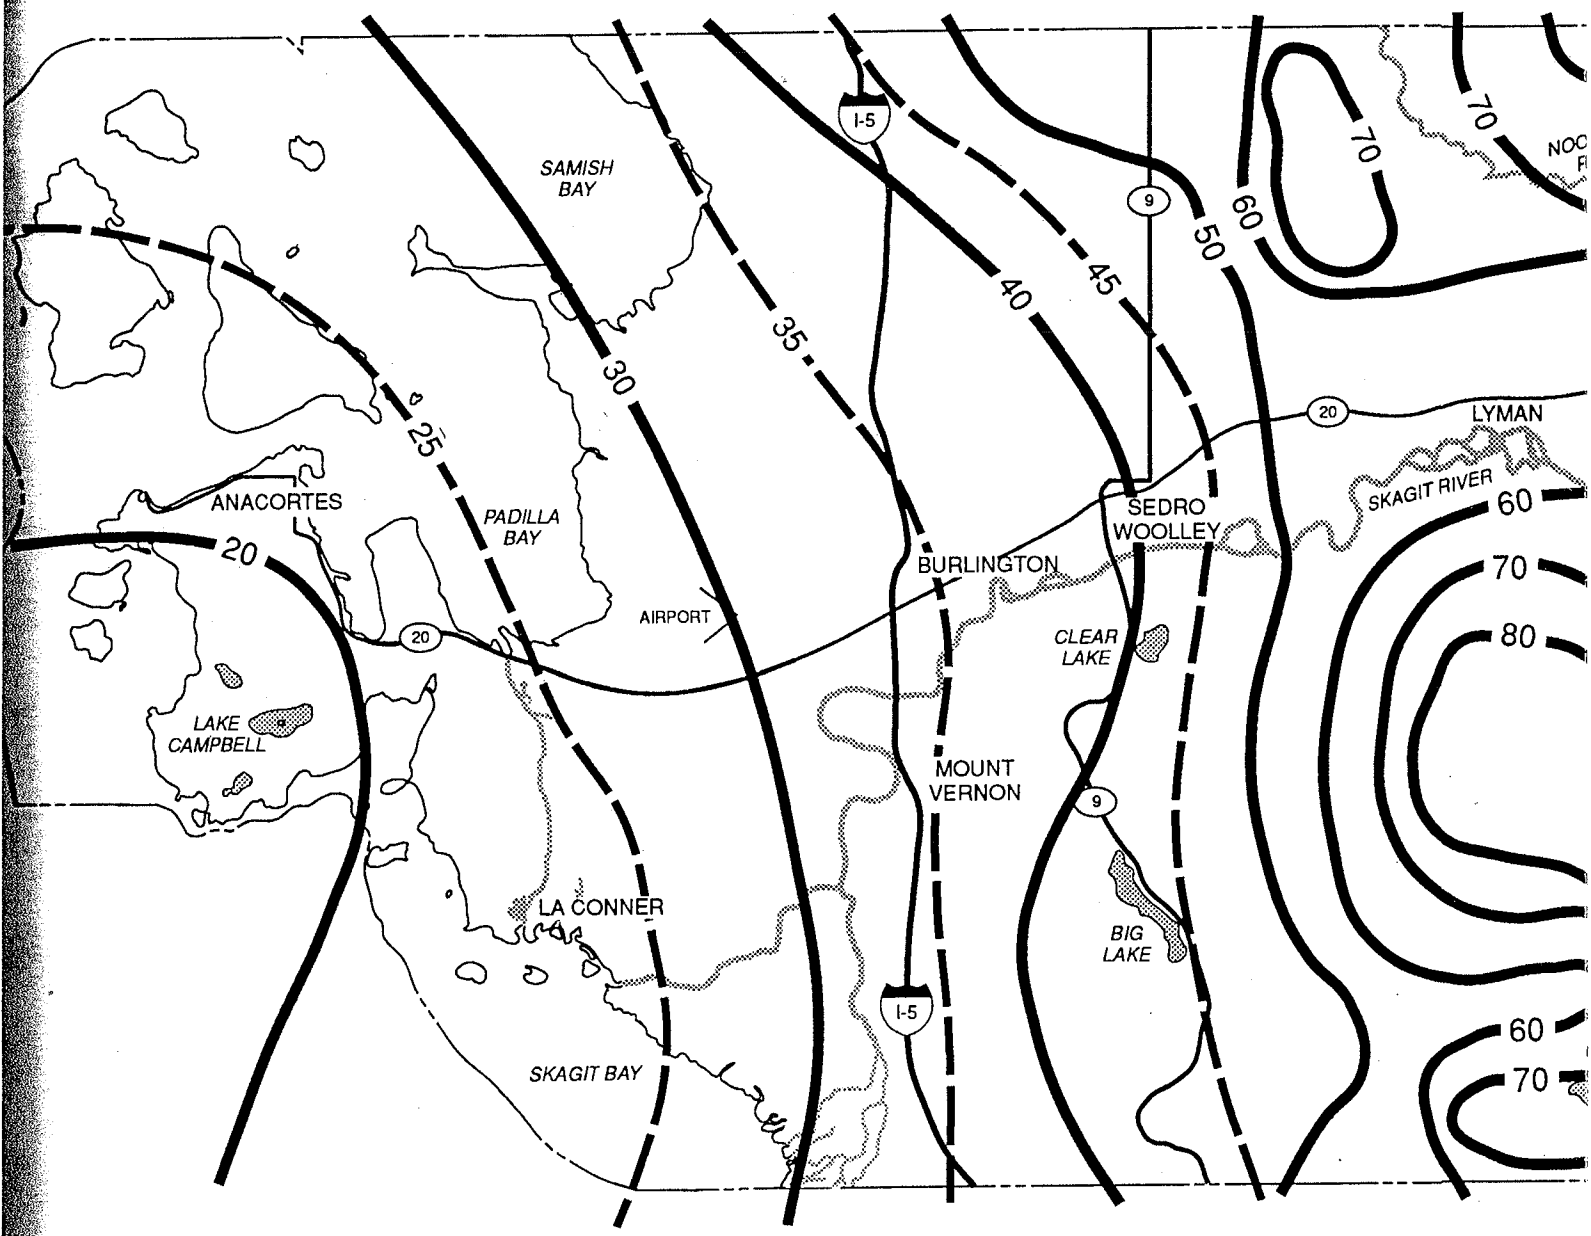 I-5
70
70
NOO
SAMISH
BAY
9
60
50
45
40
35
30
25
20
LYMAN
SKAGIT RIVER
ANACORTES
PADILLA
BAY
SEDRO
WOOLLEY
60
20
BURLINGTON
70
AIRPORT
20
CLEAR
LAKE
80
LAKE
CAMPBELL
MOUNT
VERNON
9
LA CONNER
BIG
LAKE
I-5
60
SKAGIT BAY
70